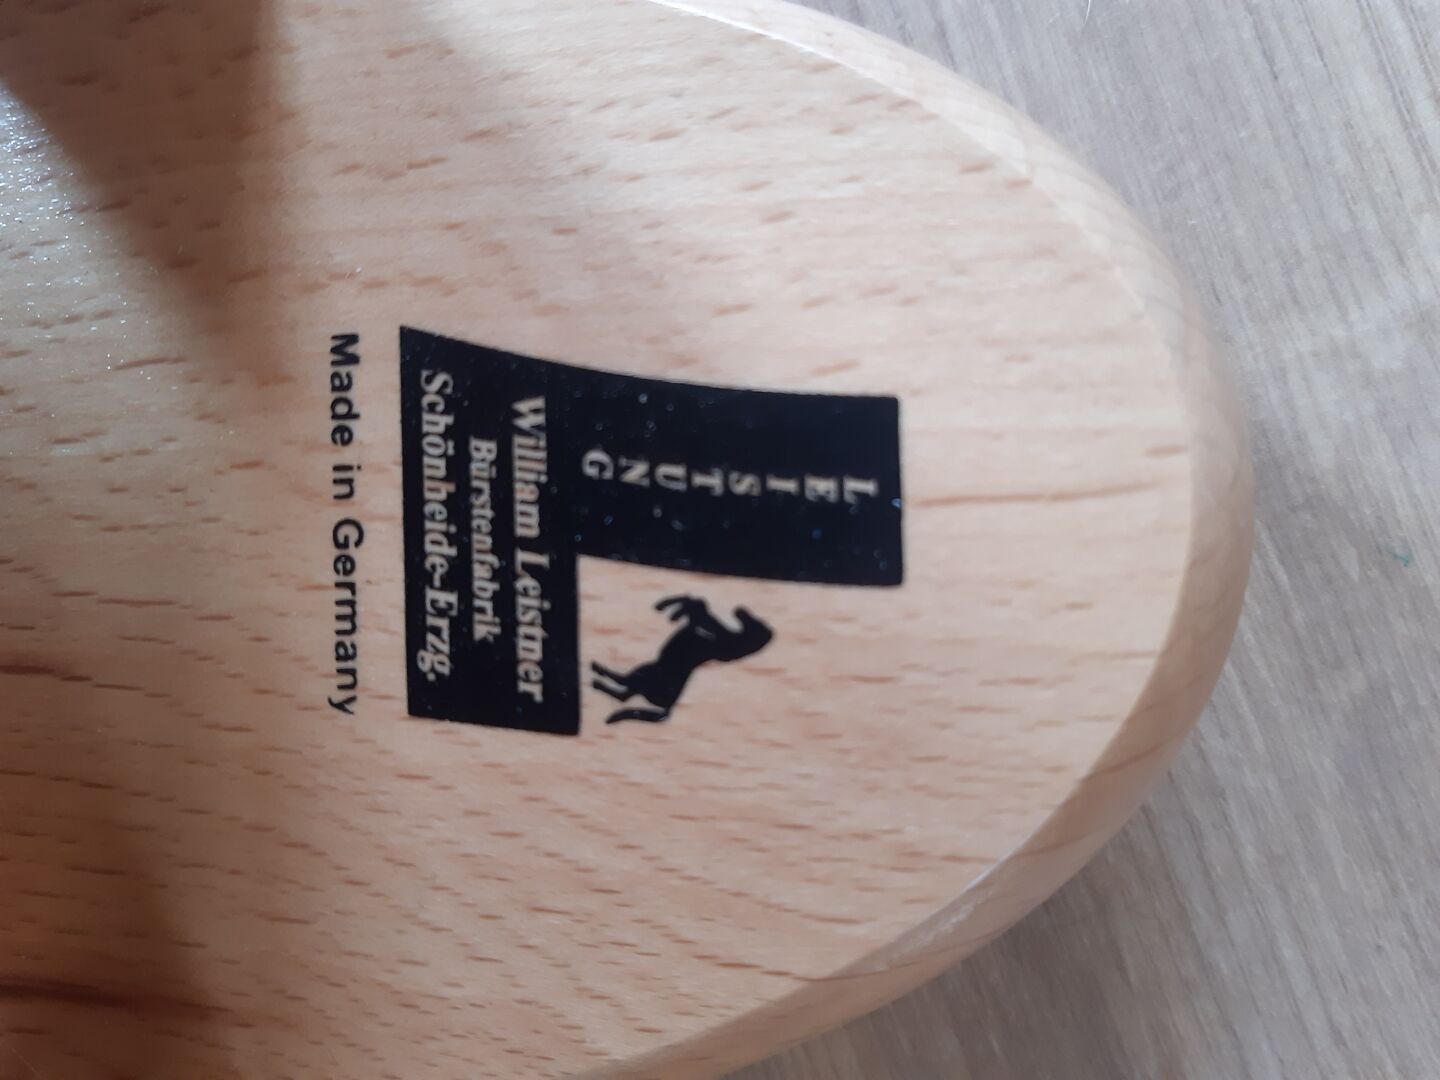 LEISTUNG
William Leistner
Bürstenfabrik
Schönheide-Erzg.
Made in Germany